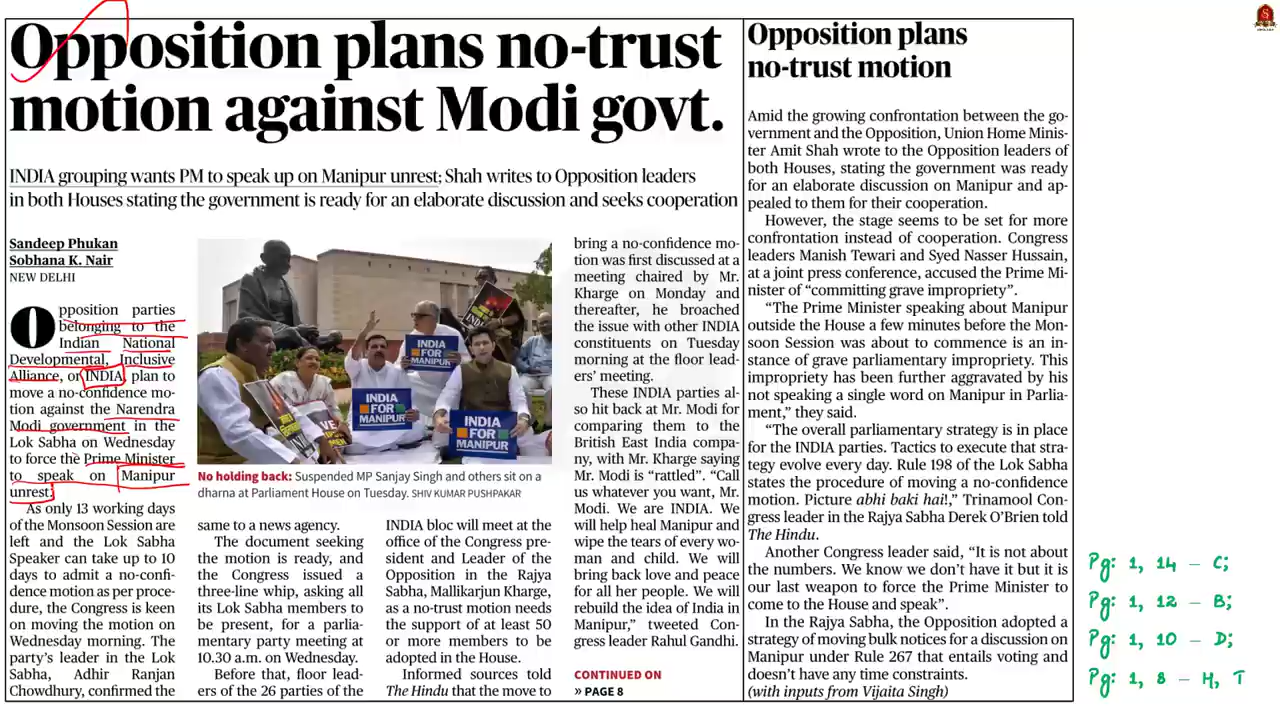 Opposition plans no-trust
motion against Modi govt.
INDIA grouping wants PM to speak up on Manipur unrest; Shah writes to Opposition leaders
in both Houses stating the government is ready for an elaborate discussion and seeks cooperation
Sandeep Phukan
Sobhana K. Nair
NEW DELHI
Opposition parties
belonging to the
Indian National
Developmental, Inclusive
Alliance, or INDIA, plan to
move a no-confidence mo-
tion against the Narendra
Modi government in the
Lok Sabha on Wednesday
to force the Prime Minister
to speak on Manipur
unrest.
As only 13 working days
of the Monsoon Session are
left and the Lok Sabha
Speaker can take up to 10
days to admit a no-confi-
dence motion as per proce-
dure, the Congress is keen
on moving the motion on
Wednesday morning. The
party's leader in the Lok
Sabha, Adhir Ranjan
Chowdhury, confirmed the
INDIA
FOR
MANIPUR
INDIA
FOR
MANIPUR
INDIA
FOR
MANIPUR
No holding back: Suspended MP Sanjay Singh and others sit on a
dharna at Parliament House on Tuesday. SHIV KUMAR PUSHPAKAR
same to a news agency.
The document seeking
the motion is ready, and
the Congress issued a
three-line whip, asking all
its Lok Sabha members to
be present, for a parlia-
mentary party meeting at
10.30 a.m. on Wednesday.
Before that, floor lead-
ers of the 26 parties of the
INDIA bloc will meet at the
office of the Congress pre-
sident and Leader of the
Opposition in the Rajya
Sabha, Mallikarjun Kharge,
as a no-trust motion needs
the support of at least 50
or more members to be
adopted in the House.
Informed sources told
The Hindu that the move to
bring a no-confidence mo-
tion was first discussed at a
meeting chaired by Mr.
Kharge on Monday and
thereafter, he broached
the issue with other INDIA
constituents on Tuesday
morning at the floor lead-
ers' meeting.
These INDIA parties al-
so hit back at Mr. Modi for
comparing them to the
British East India compa-
ny, with Mr. Kharge saying
Mr. Modi is "rattled". "Call
us whatever you want, Mr.
Modi. We are INDIA. We
will help heal Manipur and
wipe the tears of every wo-
man and child. We will
bring back love and peace
for all her people. We will
rebuild the idea of India in
Manipur," tweeted Con-
gress leader Rahul Gandhi.
CONTINUED ON
» PAGE 8
Opposition plans
no-trust motion
Amid the growing confrontation between the go-
vernment and the Opposition, Union Home Minis-
ter Amit Shah wrote to the Opposition leaders of
both Houses, stating the government was ready
for an elaborate discussion on Manipur and ap-
pealed to them for their cooperation.
However, the stage seems to be set for more
confrontation instead of cooperation. Congress
leaders Manish Tewari and Syed Nasser Hussain,
at a joint press conference, accused the Prime Mi-
nister of "committing grave impropriety".
"The Prime Minister speaking about Manipur
outside the House a few minutes before the Mon-
soon Session was about to commence is an in-
stance of grave parliamentary impropriety. This
impropriety has been further aggravated by his
not speaking a single word on Manipur in Parlia-
ment," they said.
"The overall parliamentary strategy is in place
for the INDIA parties. Tactics to execute that stra-
tegy evolve every day. Rule 198 of the Lok Sabha
states the procedure of moving a no-confidence
motion. Picture abhi baki hai!," Trinamool Con-
gress leader in the Rajya Sabha Derek O'Brien told
The Hindu.
Another Congress leader said, "It is not about
the numbers. We know we don't have it but it is
our last weapon to force the Prime Minister to
come to the House and speak".
In the Rajya Sabha, the Opposition adopted a
strategy of moving bulk notices for a discussion on
Manipur under Rule 267 that entails voting and
doesn't have any time constraints.
(with inputs from Vijaita Singh)
Pg: 1, 14 – C;
Pg: 1, 12 – B;
Pg: 1, 10 – D;
Pg: 1, 8 – H, T